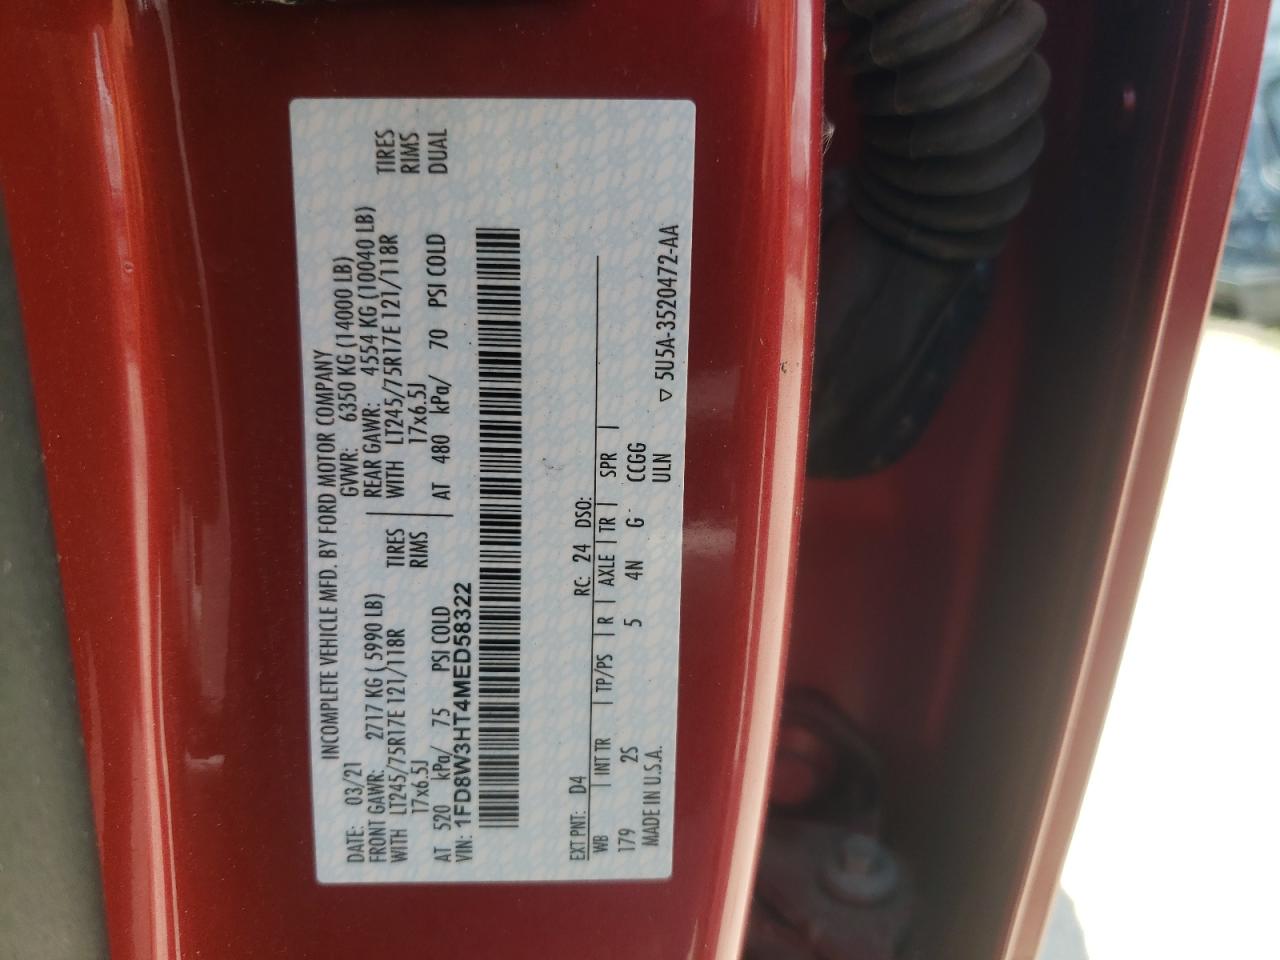 INCOMPLETE VEHICLE MFD. BY FORD MOTOR COMPANY
DATE: 03/21 GVWR: 6350 KG (14000 LB)
FRONT GAWR: 2717 KG ( 5990 LB) REAR GAWR: 4554 KG (10040 LB)
WITH LT245/75R17E 121/118R TIRES WITH LT245/75R17E 121/118R TIRES
17x6.5J RIMS 17x6.5J RIMS
AT 520 kPa/ 75 PSI COLD AT 480 kPa/ 70 PSI COLD DUAL
VIN: 1FD8W3HT4MED58322
EXT PNT: D4 RC: 24 DSO:
WB | INT TR | TP/PS | R | AXLE | TR | SPR |
179 2S 5 4N G CCGG
MADE IN U.S.A. ULN ▽ 5U5A-3520472-AA